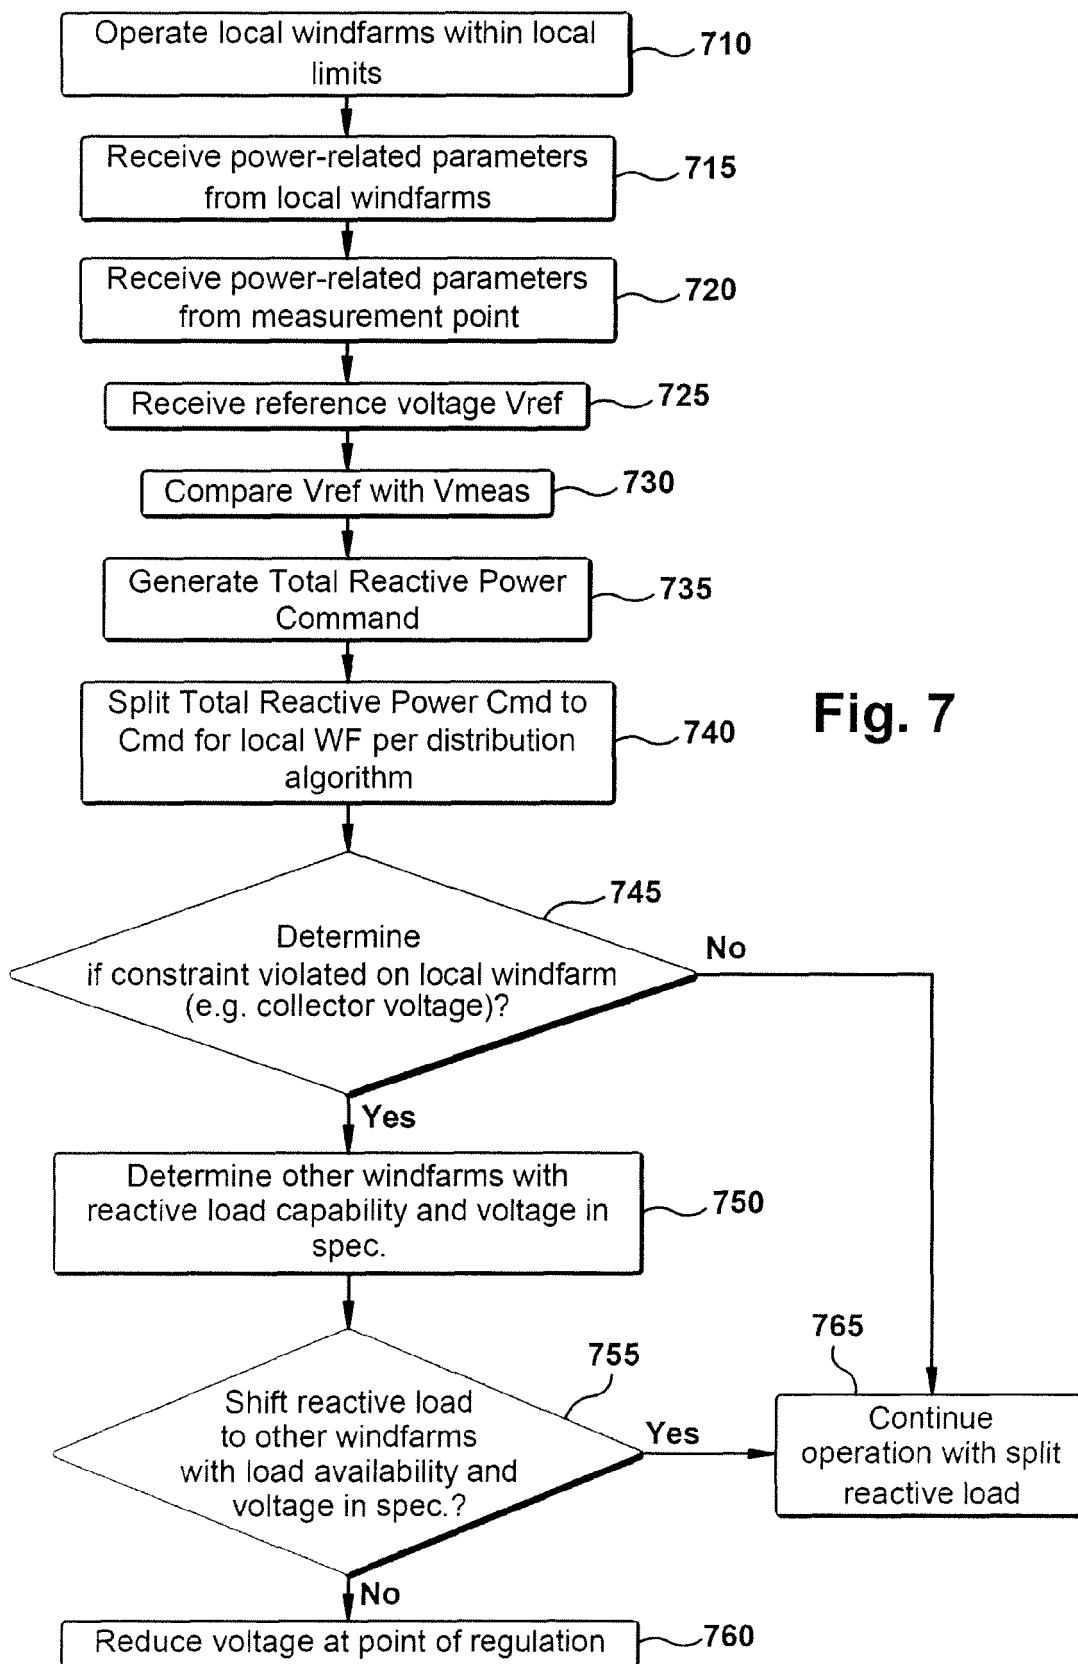 Operate local windfarms within local
limits
710
Receive power-related parameters
from local windfarms
715
Receive power-related parameters
from measurement point
720
Receive reference voltage Vref
725
Compare Vref with Vmeas
730
Generate Total Reactive Power
Command
735
Split Total Reactive Power Cmd to
Cmd for local WF per distribution
algorithm
740
Fig. 7
745
Determine
if constraint violated on local windfarm
(e.g. collector voltage)?
No
Yes
Determine other windfarms with
reactive load capability and voltage in
spec.
750
755
Shift reactive load
to other windfarms
with load availability and
voltage in spec.?
Yes
765
Continue
operation with split
reactive load
No
Reduce voltage at point of regulation
760